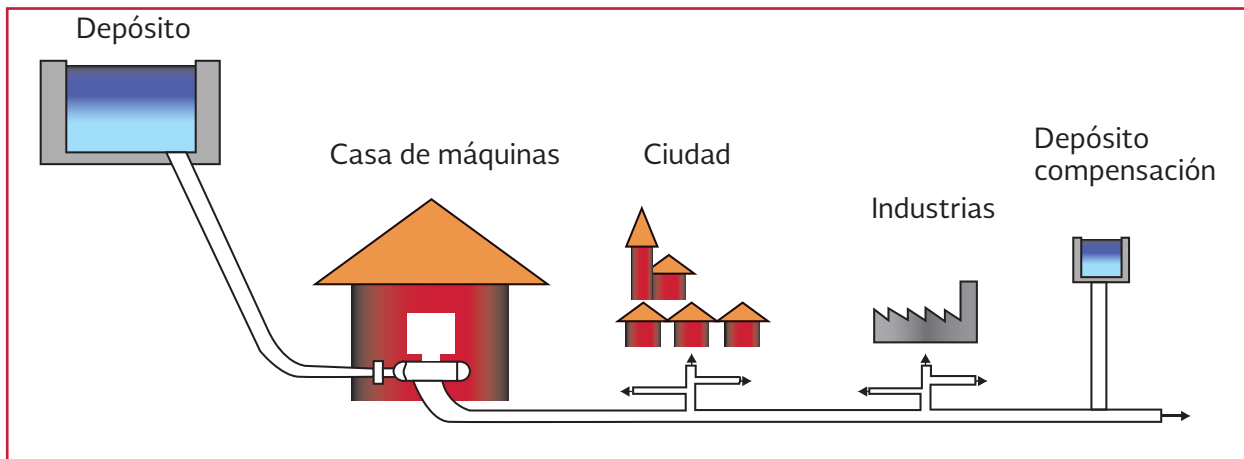 Depósito
Casa de máquinas
Ciudad
Industrias
Depósito
compensación